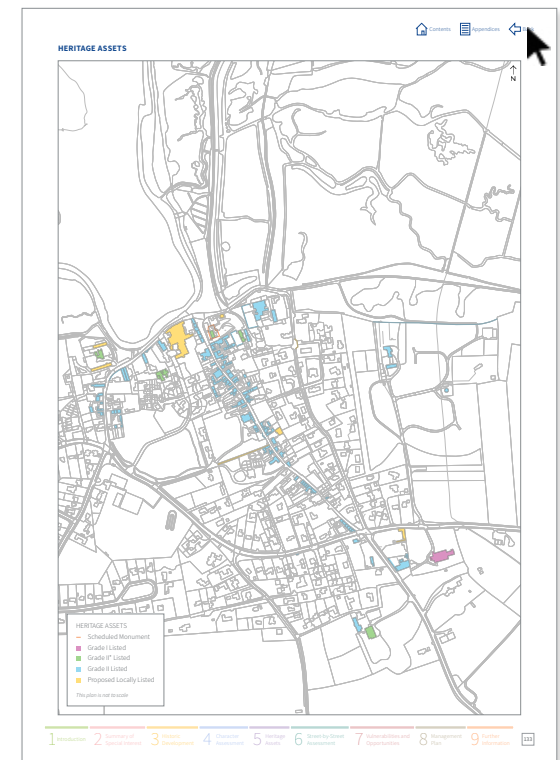 Contents
Appendices
HERITAGE ASSETS
N
HERITAGE ASSETS
Scheduled Monument
Grade I Listed
Grade II* Listed
Grade II Listed
Proposed Locally Listed
This plan is not to scale
1 Introduction
2 Summary of
Special Interest
3 Historic
Development
4 Character
Assessment
5 Heritage
Assets
6 Street by Street
Assessment
7 Vulnerabilities and
Opportunities
8 Management
Plan
9 Further
Information
133